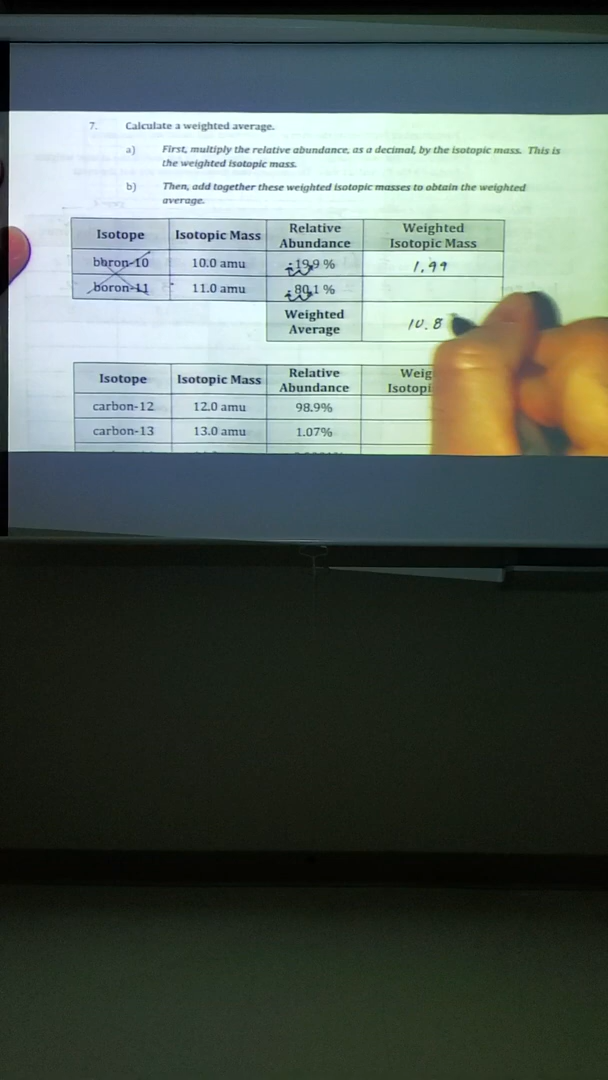 7. Calculate a weighted average.
a) First, multiply the relative abundance, as a decimal, by the isotopic mass. This is
the weighted isotopic mass.
b) Then, add together these weighted isotopic masses to obtain the weighted
average.
Isotope Isotopic Mass Relative Abundance Weighted Isotopic Mass
boron-10 10.0 amu 19.9 % 1.99
boron-11 11.0 amu 80.1 %
Weighted Average 10.8
Isotope Isotopic Mass Relative Abundance
carbon-12 12.0 amu 98.9%
carbon-13 13.0 amu 1.07%